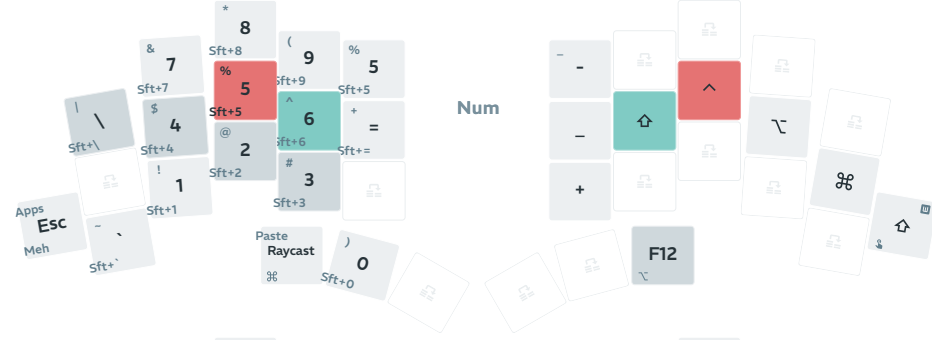 *
8
Sft+8
&
7
Sft+7
(
9
Sft+9
%
5
Sft+5
%
5
Sft+5
|
\
Sft+\
$
4
Sft+4
^
6
Sft+6
+
=
Sft+=
@
2
Sft+2
!
1
Sft+1
#
3
Sft+3
Apps
Esc
Meh
~
`
Sft+`
Paste
Raycast
⌘
)
0
Sft+0
Num
–
-
⇧
^
⌥
_
+
⌘
⇧
F12
⌥